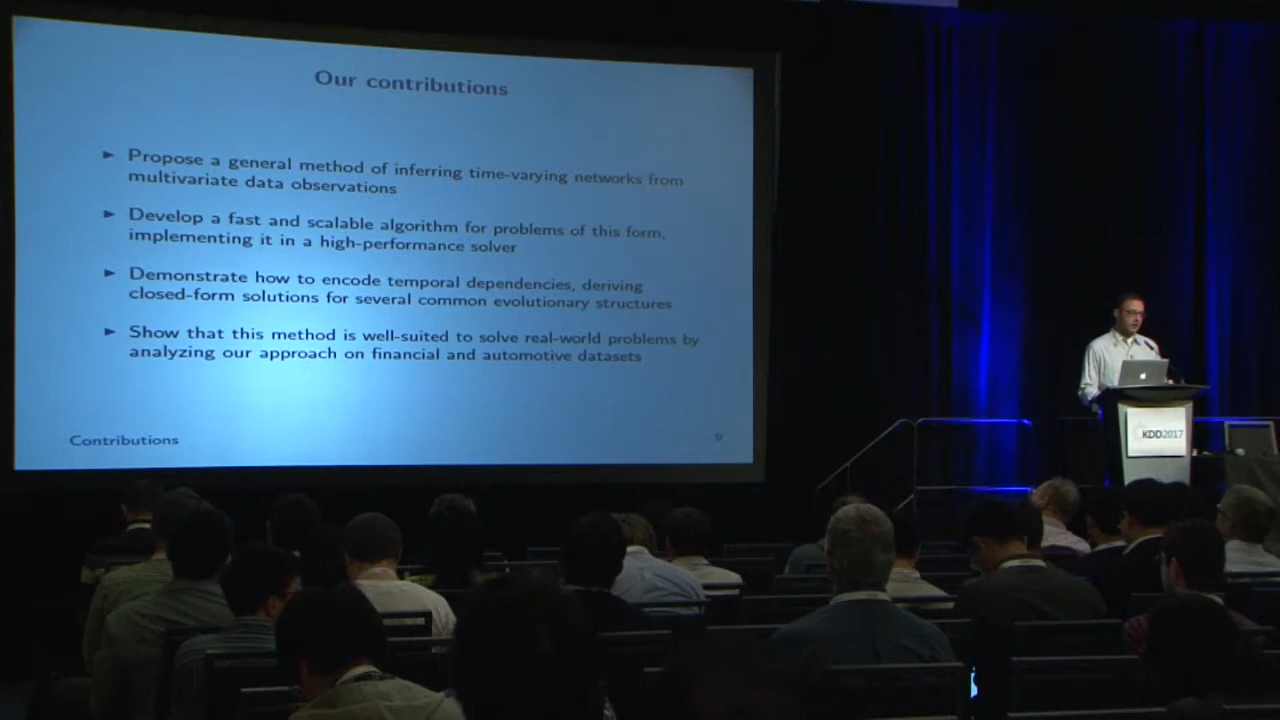 Our contributions
► Propose a general method of inferring time-varying networks from
multivariate data observations
► Develop a fast and scalable algorithm for problems of this form,
implementing it in a high-performance solver
► Demonstrate how to encode temporal dependencies, deriving
closed-form solutions for several common evolutionary structures
► Show that this method is well-suited to solve real-world problems by
analyzing our approach on financial and automotive datasets
Contributions
KDD2017